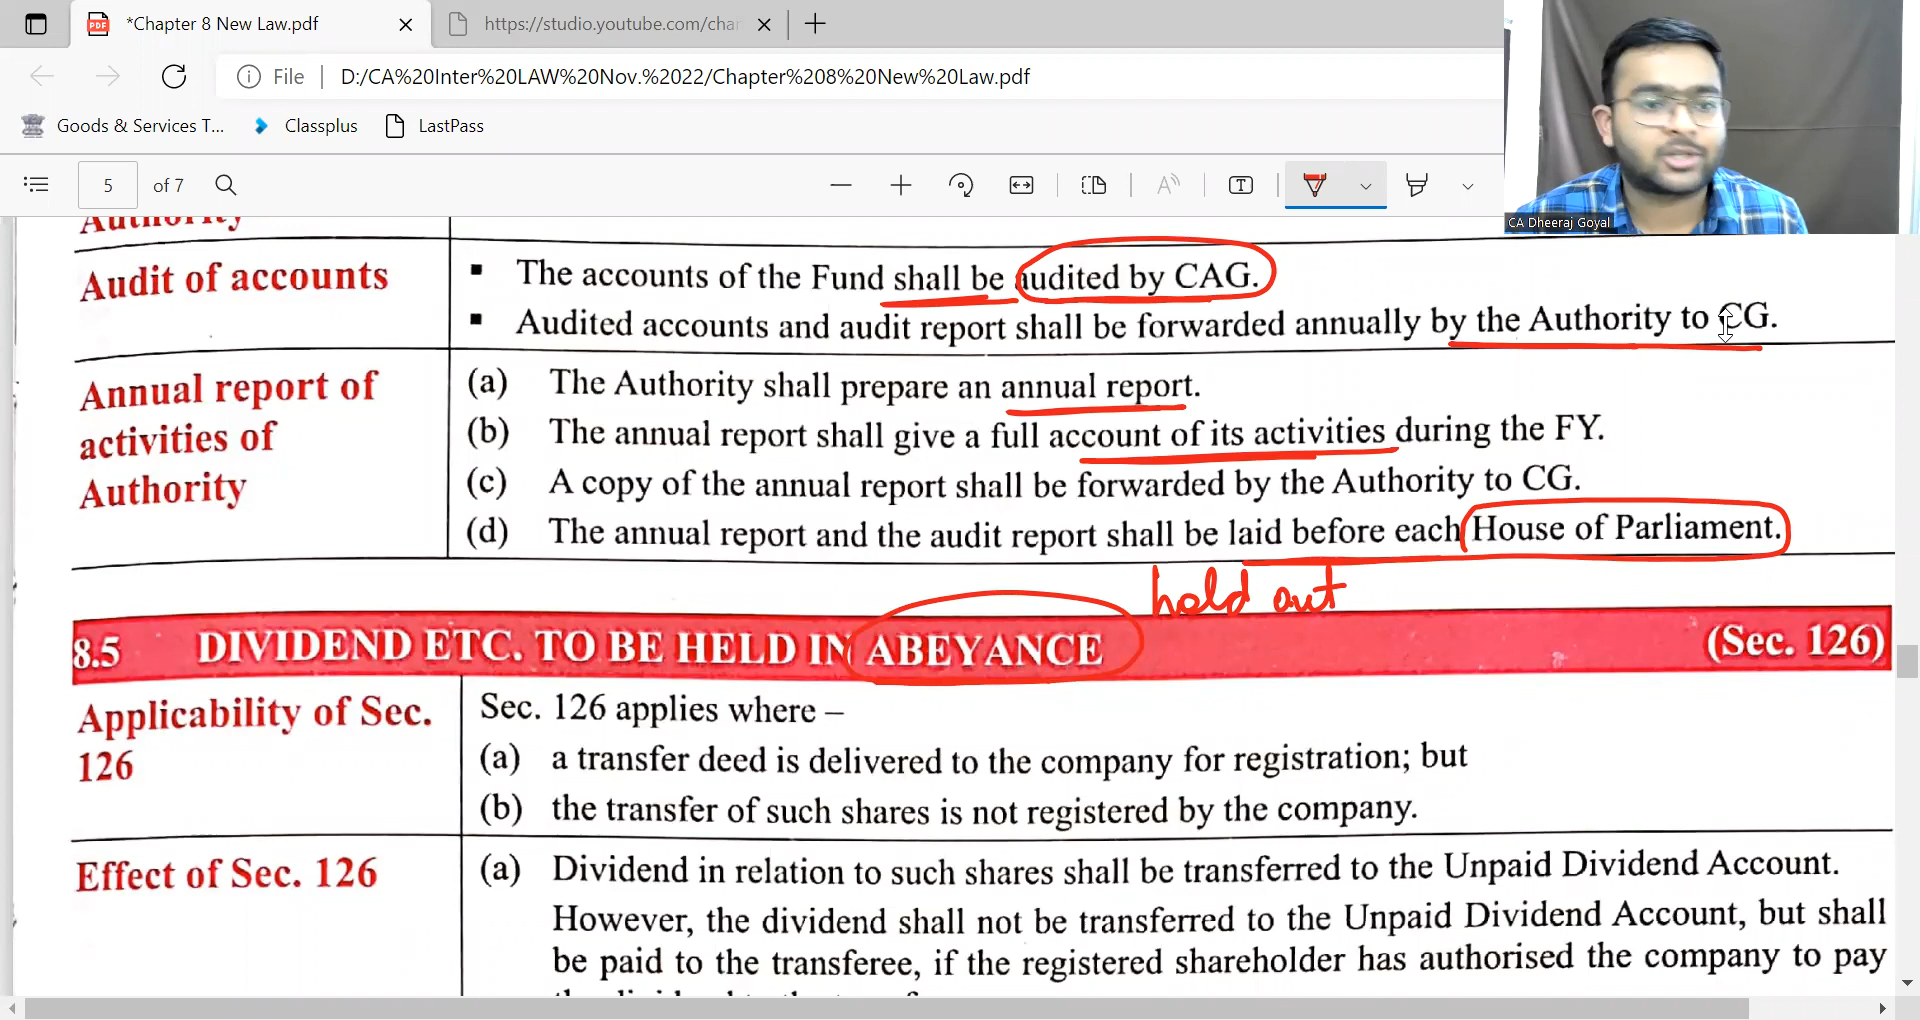 *Chapter 8 New Law.pdf
https://studio.youtube.com/char
File
D:/CA%20Inter%20LAW%20Nov.%2022/Chapter%208%20New%20Law.pdf
Goods & Services T...
Classplus
LastPass
5
of 7
CA Dheeraj Goyal
Authority
Audit of accounts
▪ The accounts of the Fund shall be audited by CAG.
▪ Audited accounts and audit report shall be forwarded annually by the Authority to CG.
Annual report of activities of Authority
(a) The Authority shall prepare an annual report.
(b) The annual report shall give a full account of its activities during the FY.
(c) A copy of the annual report shall be forwarded by the Authority to CG.
(d) The annual report and the audit report shall be laid before each House of Parliament.
hold out
8.5 DIVIDEND ETC. TO BE HELD IN ABEYANCE (Sec. 126)
Applicability of Sec. 126
Sec. 126 applies where –
(a) a transfer deed is delivered to the company for registration; but
(b) the transfer of such shares is not registered by the company.
Effect of Sec. 126
(a) Dividend in relation to such shares shall be transferred to the Unpaid Dividend Account.
However, the dividend shall not be transferred to the Unpaid Dividend Account, but shall
be paid to the transferee, if the registered shareholder has authorised the company to pay